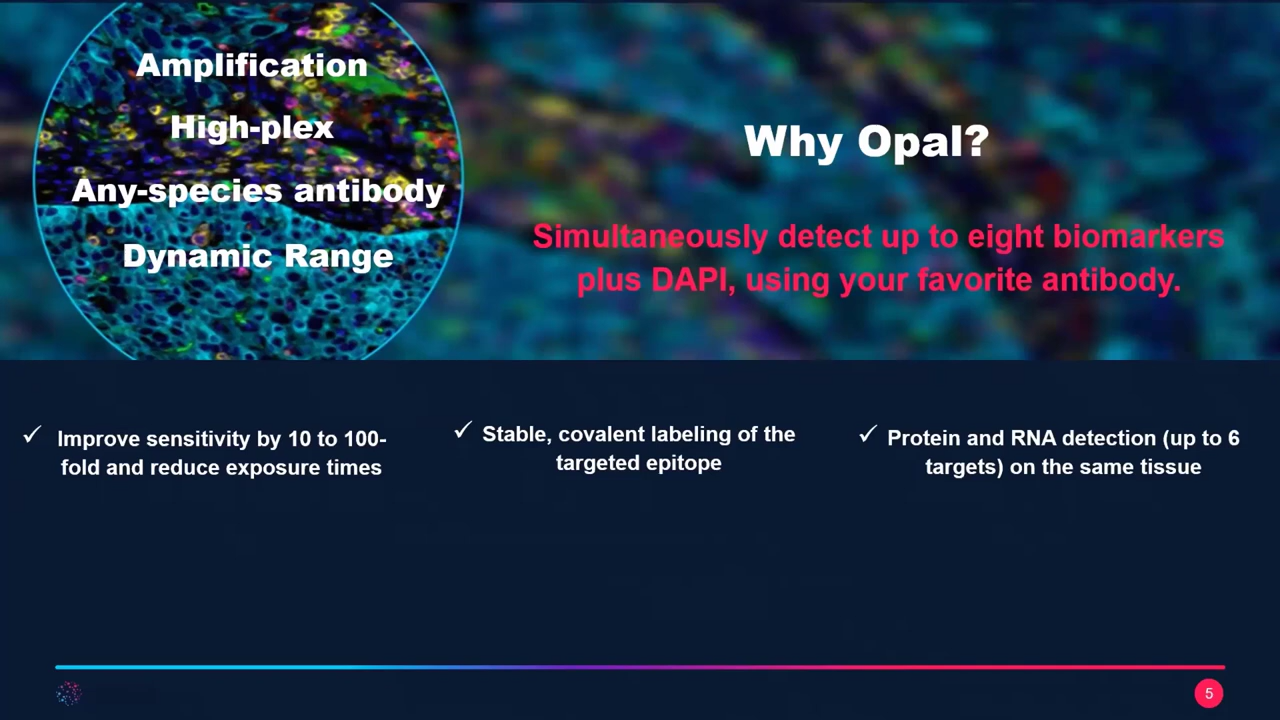 Amplification
High-plex
Any-species antibody
Dynamic Range
Why Opal?
Simultaneously detect up to eight biomarkers
plus DAPI, using your favorite antibody.
✓ Improve sensitivity by 10 to 100-
fold and reduce exposure times
✓ Stable, covalent labeling of the
targeted epitope
✓ Protein and RNA detection (up to 6
targets) on the same tissue
5